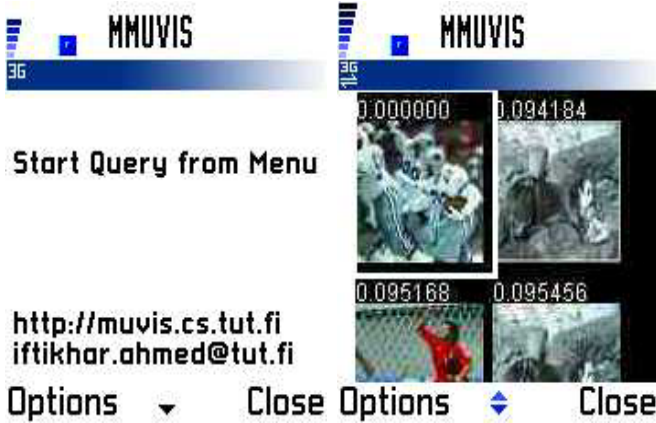 MMUVIS
r
3G
Start Query from Menu
http://muvis.cs.tut.fi
iftikhar.ahmed@tut.fi
Options Close
MMUVIS
r
3G
0.000000 0.094184
0.095168 0.095456
Options Close